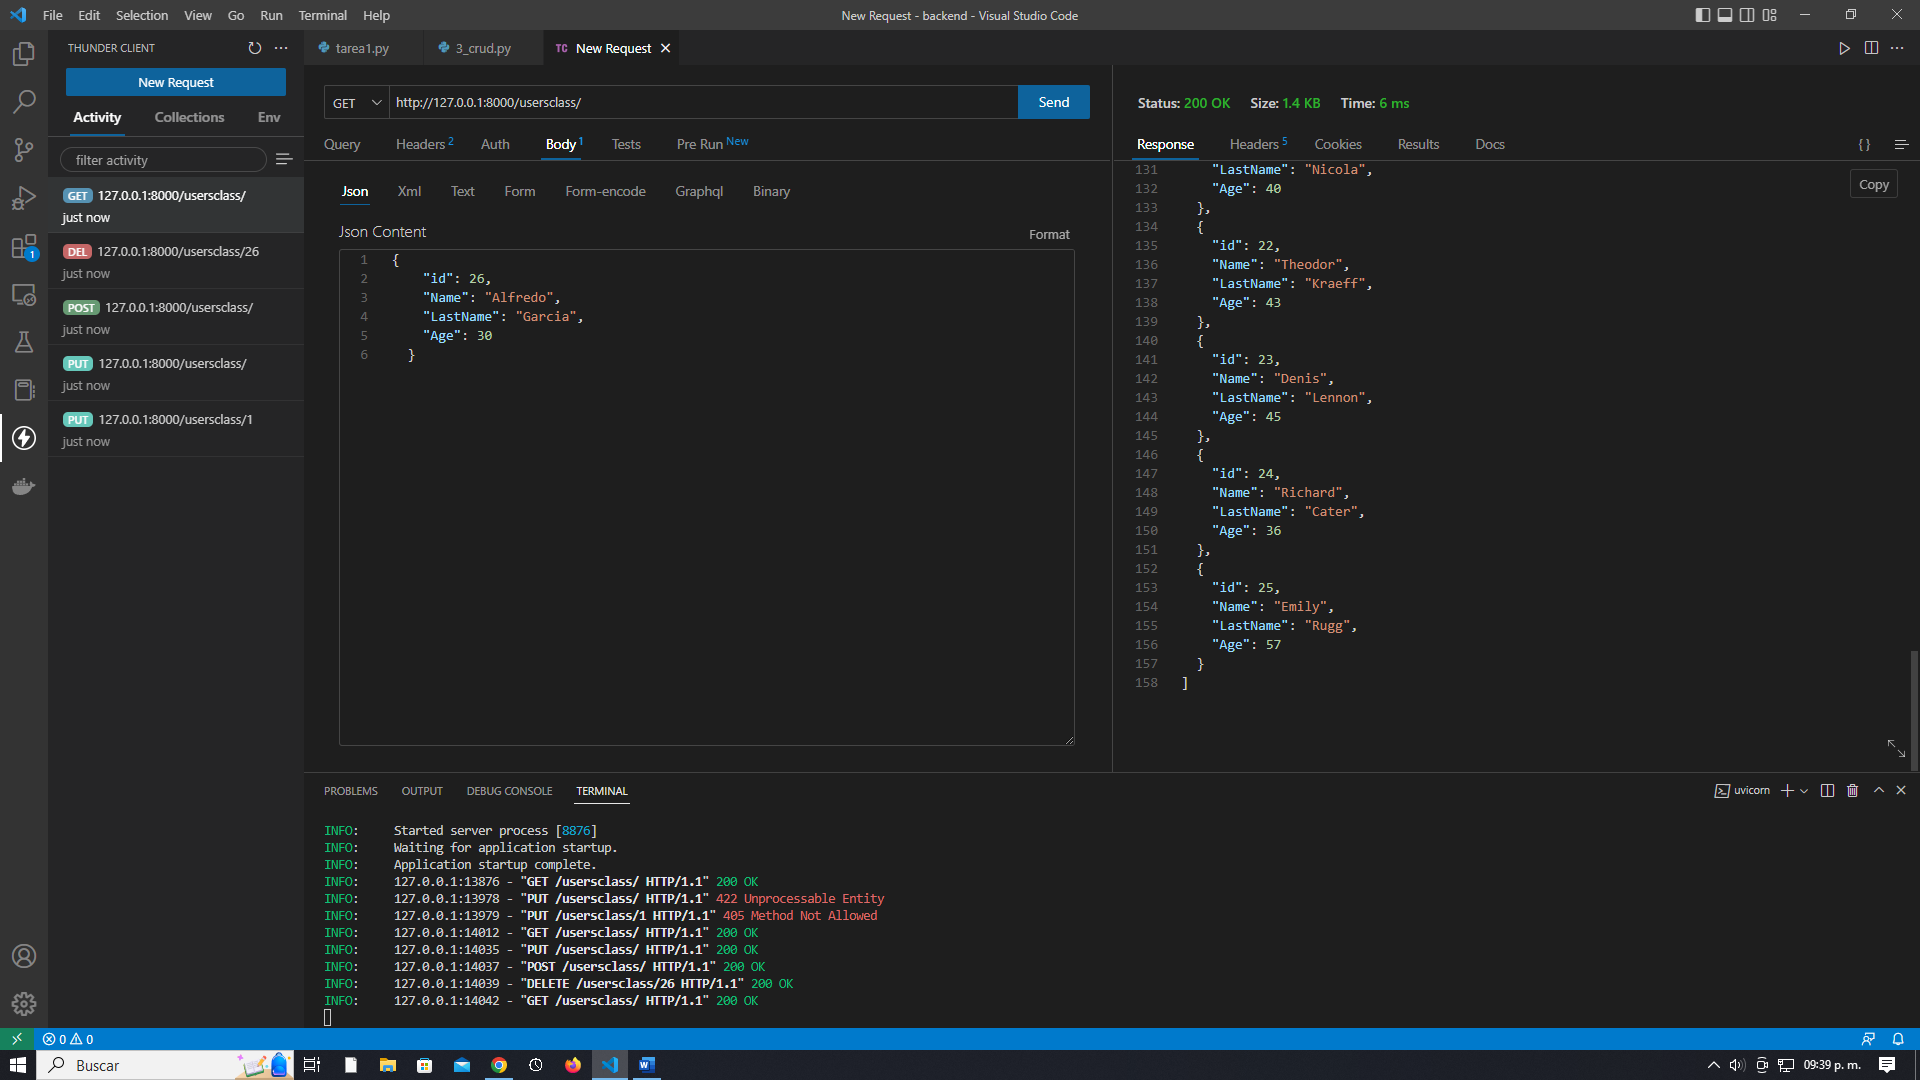 File Edit Selection View Go Run Terminal Help
New Request - backend - Visual Studio Code
THUNDER CLIENT
New Request
Activity Collections Env
filter activity
GET 127.0.0.1:8000/usersclass/
just now
DEL 127.0.0.1:8000/usersclass/26
just now
POST 127.0.0.1:8000/usersclass/
just now
PUT 127.0.0.1:8000/usersclass/
just now
PUT 127.0.0.1:8000/usersclass/1
just now
1
tarea1.py 3_crud.py TC New Request
GET http://127.0.0.1:8000/usersclass/ Send
Query Headers 2 Auth Body 1 Tests Pre Run New
Json Xml Text Form Form-encode Graphql Binary
Json Content Format
1 {
2 "id": 26,
3 "Name": "Alfredo",
4 "LastName": "Garcia",
5 "Age": 30
6 }
Status: 200 OK Size: 1.4 KB Time: 6 ms
Response Headers 5 Cookies Results Docs { }
Copy
131 "LastName": "Nicola",
132 "Age": 40
133 },
134 {
135 "id": 22,
136 "Name": "Theodor",
137 "LastName": "Kraeff",
138 "Age": 43
139 },
140 {
141 "id": 23,
142 "Name": "Denis",
143 "LastName": "Lennon",
144 "Age": 45
145 },
146 {
147 "id": 24,
148 "Name": "Richard",
149 "LastName": "Cater",
150 "Age": 36
151 },
152 {
153 "id": 25,
154 "Name": "Emily",
155 "LastName": "Rugg",
156 "Age": 57
157 }
158 ]
PROBLEMS OUTPUT DEBUG CONSOLE TERMINAL
uvicorn
INFO: Started server process [8876]
INFO: Waiting for application startup.
INFO: Application startup complete.
INFO: 127.0.0.1:13876 - "GET /usersclass/ HTTP/1.1" 200 OK
INFO: 127.0.0.1:13978 - "PUT /usersclass/ HTTP/1.1" 422 Unprocessable Entity
INFO: 127.0.0.1:13979 - "PUT /usersclass/1 HTTP/1.1" 405 Method Not Allowed
INFO: 127.0.0.1:14012 - "GET /usersclass/ HTTP/1.1" 200 OK
INFO: 127.0.0.1:14035 - "PUT /usersclass/ HTTP/1.1" 200 OK
INFO: 127.0.0.1:14037 - "POST /usersclass/ HTTP/1.1" 200 OK
INFO: 127.0.0.1:14039 - "DELETE /usersclass/26 HTTP/1.1" 200 OK
INFO: 127.0.0.1:14042 - "GET /usersclass/ HTTP/1.1" 200 OK
0 0
Buscar
09:39 p. m.